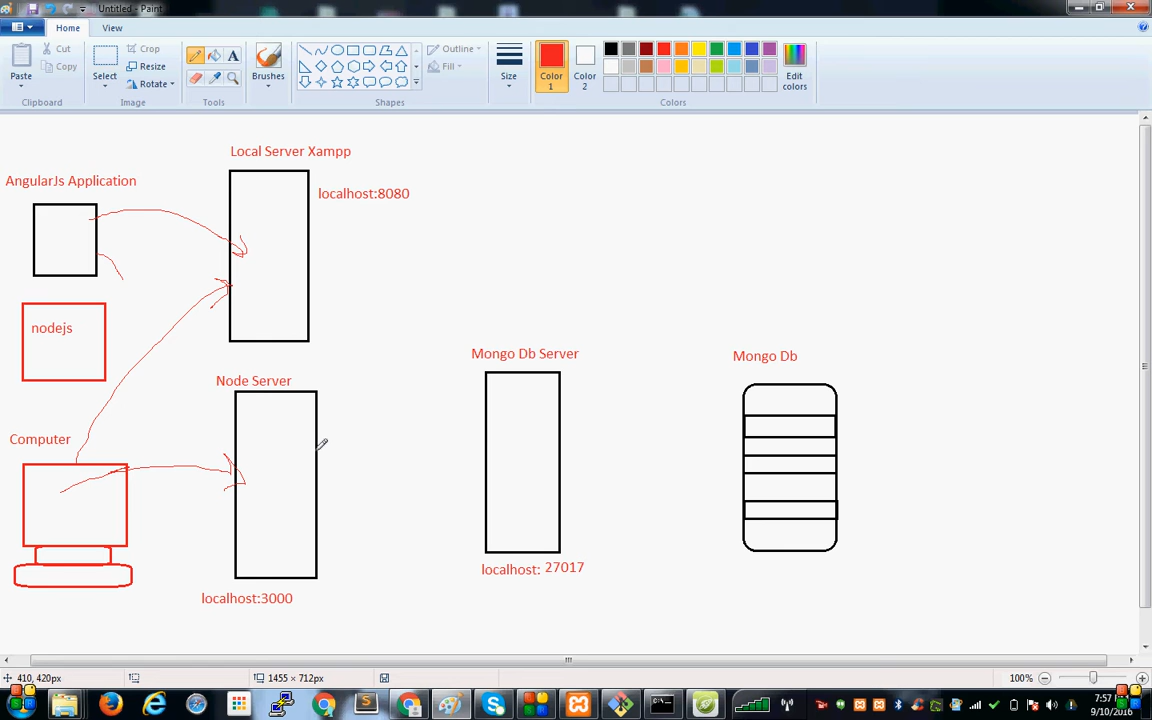 Untitled - Paint
Home
View
Paste
Cut
Copy
Clipboard
Select
Crop
Resize
Rotate
Image
A
Tools
Brushes
Shapes
Outline
Fill
Size
Color 1
Color 2
Edit colors
Colors
Local Server Xampp
AngularJs Application
localhost:8080
nodejs
Mongo Db Server
Mongo Db
Node Server
Computer
localhost: 27017
localhost:3000
410, 420px
1455 × 712px
100%
7:57
9/10/2016